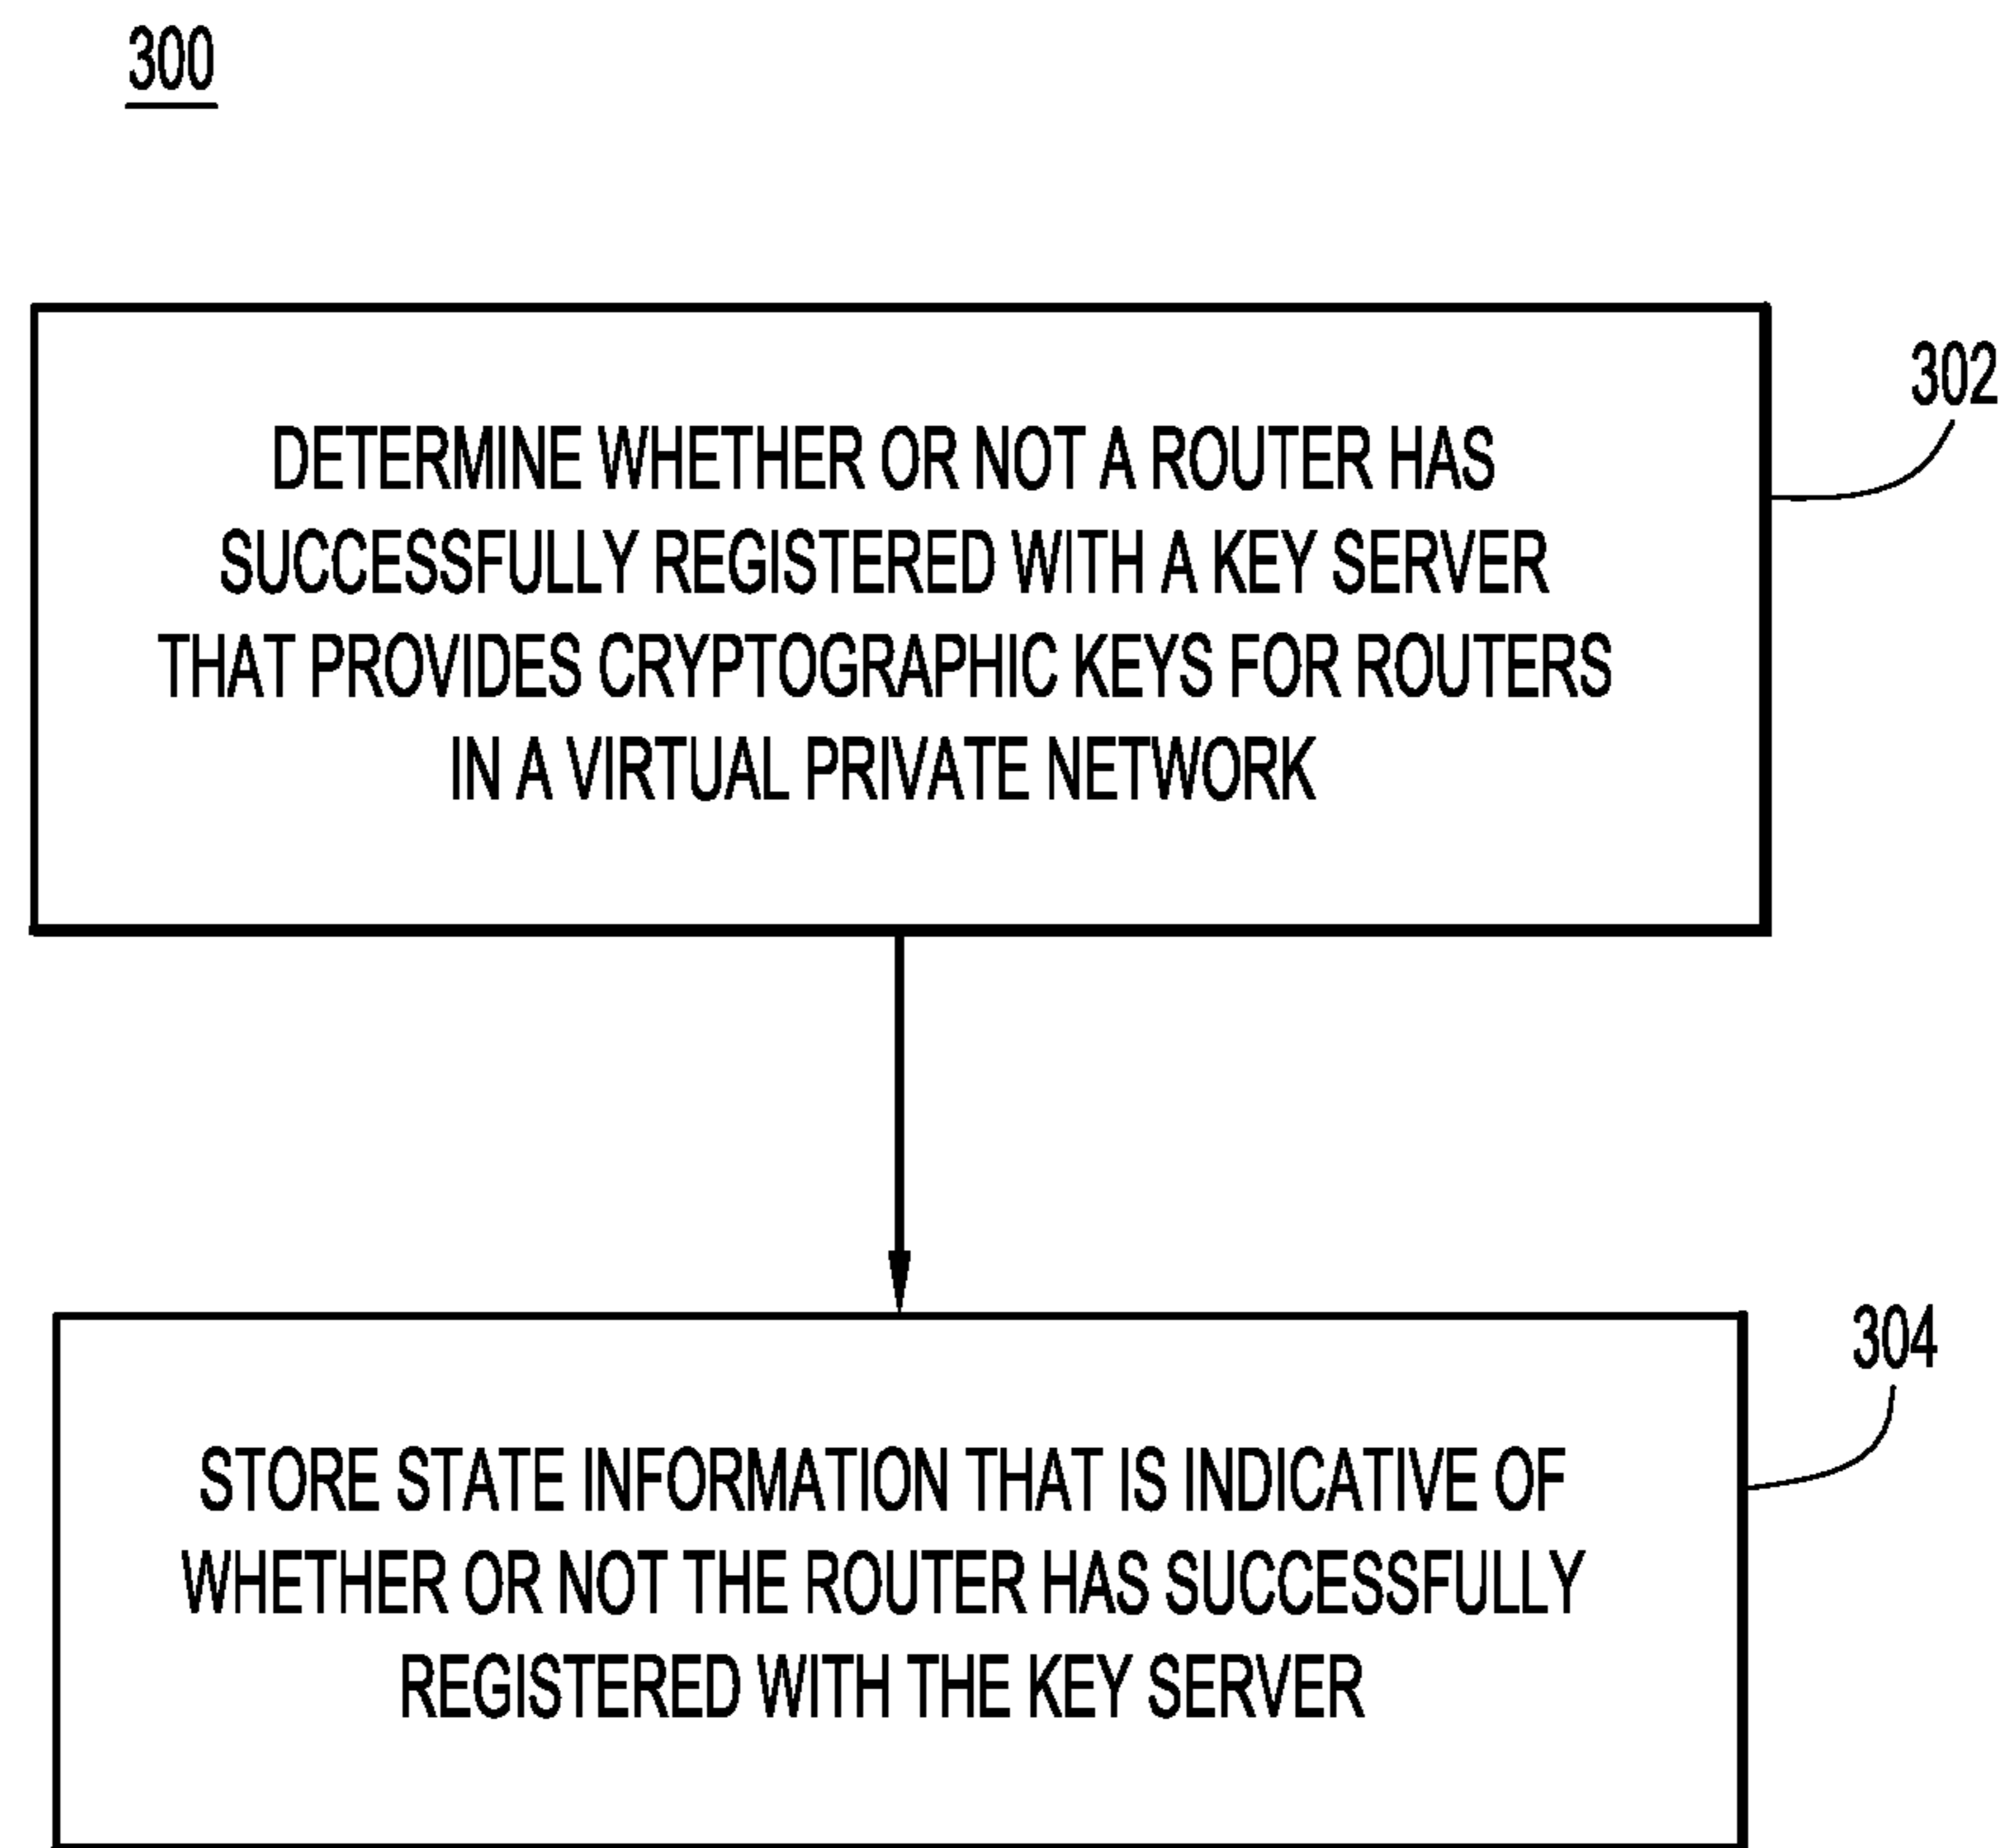 300
DETERMINE WHETHER OR NOT A ROUTER HAS
SUCCESSFULLY REGISTERED WITH A KEY SERVER
THAT PROVIDES CRYPTOGRAPHIC KEYS FOR ROUTERS
IN A VIRTUAL PRIVATE NETWORK
302
STORE STATE INFORMATION THAT IS INDICATIVE OF
WHETHER OR NOT THE ROUTER HAS SUCCESSFULLY
REGISTERED WITH THE KEY SERVER
304